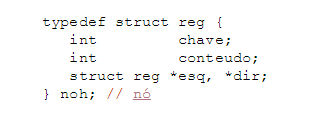 typedef struct reg {
   int         chave;
   int         conteudo;
   struct reg *esq, *dir;
} noh; // nó